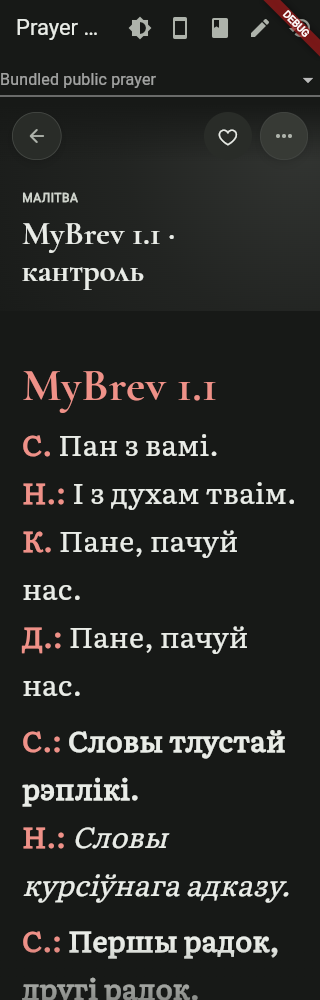 Prayer ...
DEBUG
Bundled public prayer
МАЛІТВА
MyBrev 1.1 ·
кантроль
MyBrev 1.1
С. Пан з вамі.
Н.: І з духам тваім.
К. Пане, пачуй
нас.
Д.: Пане, пачуй
нас.
С.: Словы тлустай
рэплікі.
Н.: Словы
курсіўнага адказу.
С.: Першы радок,
другі радок.